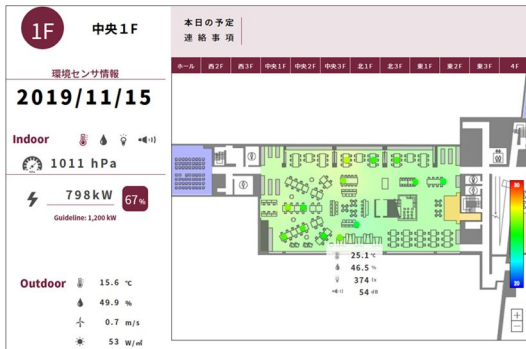 1F
中央1F
本日の予定
連絡事項
ホール 西2F 西3F 中央1F 中央2F 中央3F 北1F 北3F 東1F 東2F 東3F 4F
環境センサ情報
2019/11/15
Indoor
1011 hPa
798kW 67%
Guideline: 1,200 kW
Outdoor 15.6 ℃
49.9 %
0.7 m/s
53 W/㎡
25.1 ℃
46.5 %
374 lx
54 dB
30
20
+
−